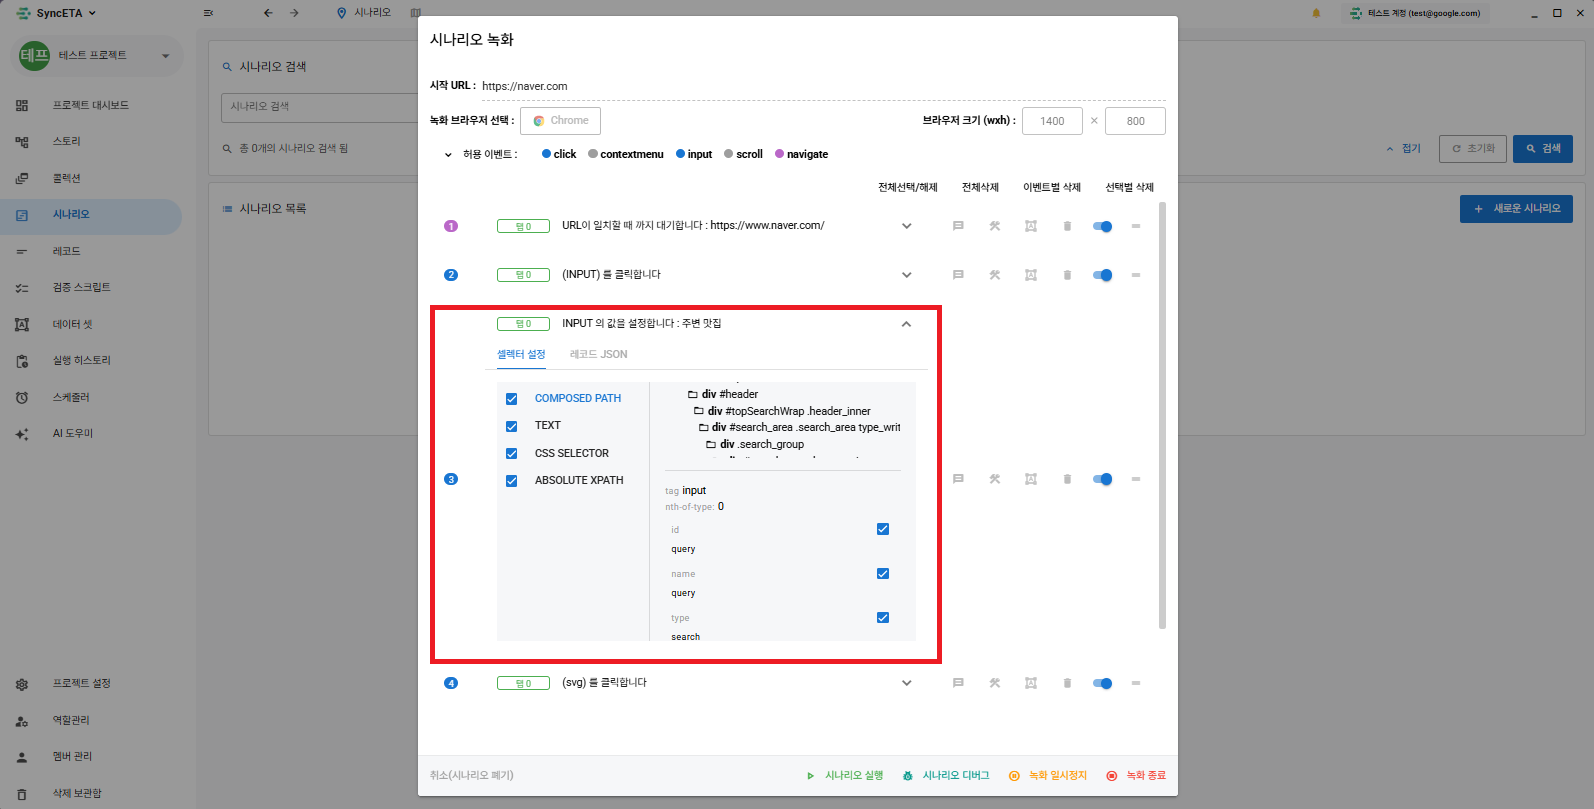 SyncETA
시나리오
테스트 계정 (test@google.com)
테프
테스트 프로젝트
프로젝트 대시보드
스토리
콜렉션
시나리오
레코드
검증 스크립트
데이터 셋
실행 히스토리
스케줄러
AI 도우미
프로젝트 설정
역할관리
멤버 관리
삭제 보관함
시나리오 검색
시나리오 검색
총 0개의 시나리오 검색 됨
접기
초기화
검색
시나리오 목록
새로운 시나리오
시나리오 녹화
시작 URL : https://naver.com
녹화 브라우저 선택 : Chrome
브라우저 크기 (wxh) : 1400 × 800
허용 이벤트 : click contextmenu input scroll navigate
전체선택/해제 전체삭제 이벤트별 삭제 선택별 삭제
1 탭 0 URL이 일치할 때 까지 대기합니다 : https://www.naver.com/
2 탭 0 (INPUT) 를 클릭합니다
탭 0 INPUT 의 값을 설정합니다 : 주변 맛집
셀렉터 설정 레코드 JSON
3
COMPOSED PATH
TEXT
CSS SELECTOR
ABSOLUTE XPATH
div #header
div #topSearchWrap .header_inner
div #search_area .search_area type_writ
div .search_group
tag input
nth-of-type: 0
id
query
name
query
type
search
4 탭 0 (svg) 를 클릭합니다
취소(시나리오 폐기)
시나리오 실행
시나리오 디버그
녹화 일시정지
녹화 종료